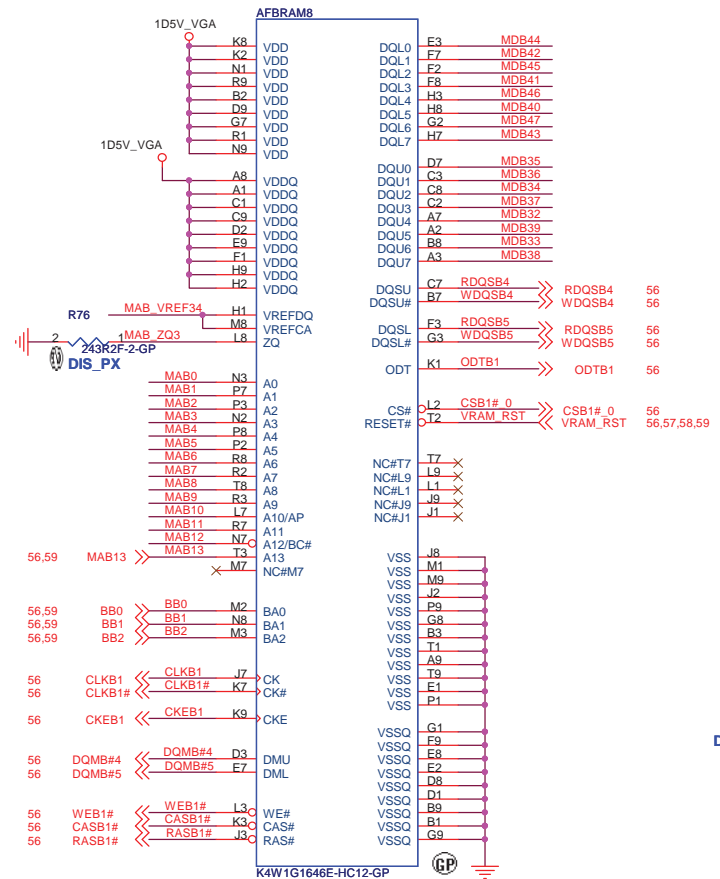 AFBRAM8
1D5V_VGA
K8 VDD
K2 VDD
N1 VDD
R9 VDD
B2 VDD
D9 VDD
G7 VDD
R1 VDD
N9 VDD
1D5V_VGA
A8 VDDQ
A1 VDDQ
C1 VDDQ
C9 VDDQ
D2 VDDQ
E9 VDDQ
F1 VDDQ
H9 VDDQ
H2 VDDQ
MAB_VREF34 H1 VREFDQ
M8 VREFCA
R76
2 1 MAB_ZQ3 L8 ZQ
243R2F-2-GP
DIS_PX
MAB0 N3 A0
MAB1 P7 A1
MAB2 P3 A2
MAB3 N2 A3
MAB4 P8 A4
MAB5 P2 A5
MAB6 R8 A6
MAB7 R2 A7
MAB8 T8 A8
MAB9 R3 A9
MAB10 L7 A10/AP
MAB11 R7 A11
MAB12 N7 A12/BC#
56,59 MAB13 MAB13 T3 A13
M7 NC#M7
56,59 BB0 BB0 M2 BA0
56,59 BB1 BB1 N8 BA1
56,59 BB2 BB2 M3 BA2
56 CLKB1 CLKB1 J7 CK
56 CLKB1# CLKB1# K7 CK#
56 CKEB1 CKEB1 K9 CKE
56 DQMB#4 DQMB#4 D3 DMU
56 DQMB#5 DQMB#5 E7 DML
56 WEB1# WEB1# L3 WE#
56 CASB1# CASB1# K3 CAS#
56 RASB1# RASB1# J3 RAS#
DQL0 E3 MDB44
DQL1 F7 MDB42
DQL2 F2 MDB45
DQL3 F8 MDB41
DQL4 H3 MDB46
DQL5 H8 MDB40
DQL6 G2 MDB47
DQL7 H7 MDB43
DQU0 D7 MDB35
DQU1 C3 MDB36
DQU2 C8 MDB34
DQU3 C2 MDB37
DQU4 A7 MDB32
DQU5 A2 MDB39
DQU6 B8 MDB33
DQU7 A3 MDB38
DQSU C7 RDQSB4 RDQSB4 56
DQSU# B7 WDQSB4 WDQSB4 56
DQSL F3 RDQSB5 RDQSB5 56
DQSL# G3 WDQSB5 WDQSB5 56
ODT K1 ODTB1 ODTB1 56
CS# L2 CSB1#_0 CSB1#_0 56
RESET# T2 VRAM_RST VRAM_RST 56,57,58,59
NC#T7 T7
NC#L9 L9
NC#L1 L1
NC#J9 J9
NC#J1 J1
VSS J8
VSS M1
VSS M9
VSS J2
VSS P9
VSS G8
VSS B3
VSS T1
VSS A9
VSS T9
VSS E1
VSS P1
VSSQ G1
VSSQ F9
VSSQ E8
VSSQ E2
VSSQ D8
VSSQ D1
VSSQ B9
VSSQ B1
VSSQ G9
GP
K4W1G1646E-HC12-GP
D